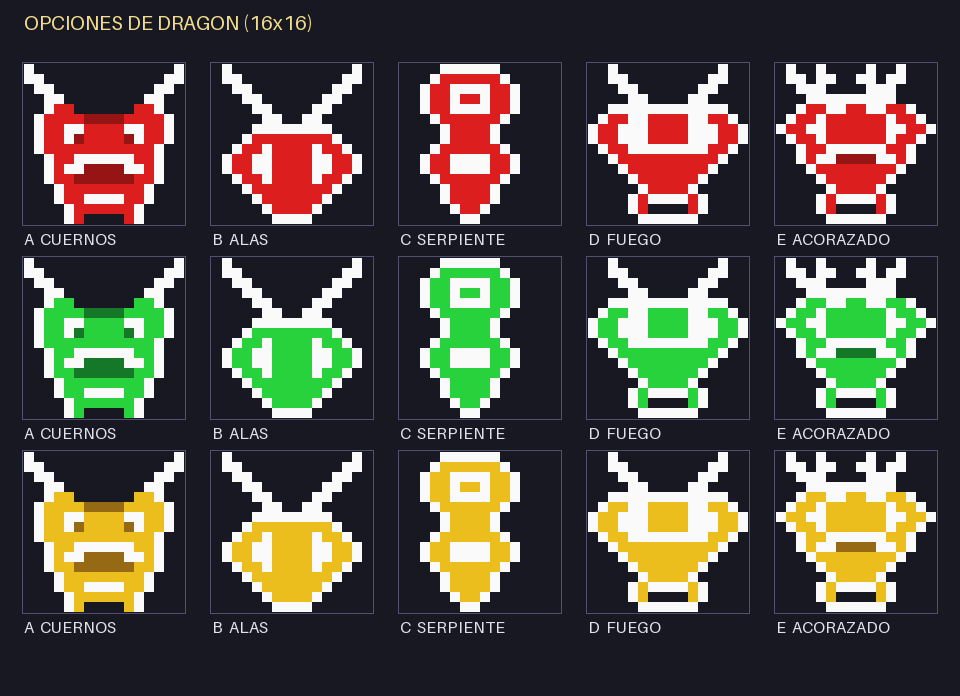 OPCIONES DE DRAGON (16x16)
A CUERNOS
B ALAS
C SERPIENTE
D FUEGO
E ACORAZADO
A CUERNOS
B ALAS
C SERPIENTE
D FUEGO
E ACORAZADO
A CUERNOS
B ALAS
C SERPIENTE
D FUEGO
E ACORAZADO